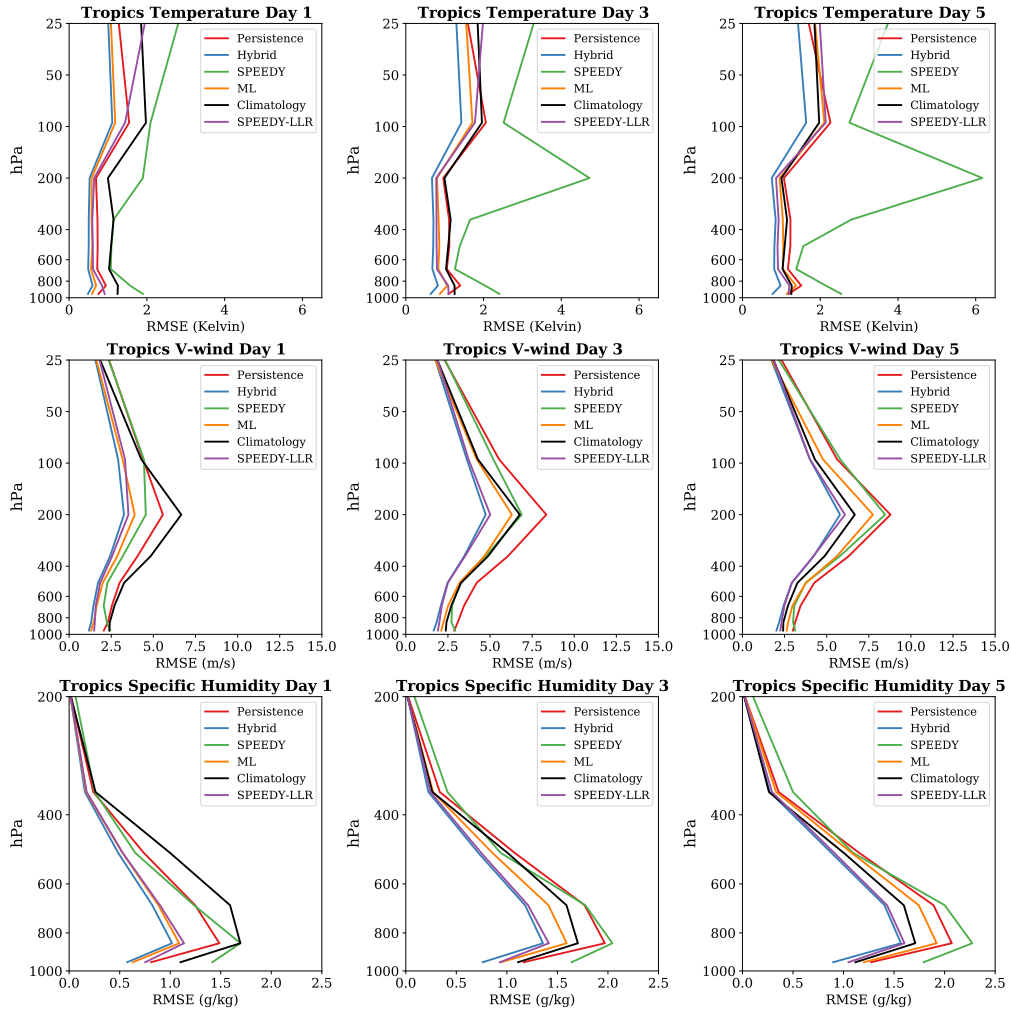 Tropics Temperature Day 1
25
50
100
200
400
600
800
1000
hPa
0
2
4
6
RMSE (Kelvin)
Persistence
Hybrid
SPEEDY
ML
Climatology
SPEEDY-LLR
Tropics Temperature Day 3
25
50
100
200
400
600
800
1000
hPa
0
2
4
6
RMSE (Kelvin)
Persistence
Hybrid
SPEEDY
ML
Climatology
SPEEDY-LLR
Tropics Temperature Day 5
25
50
100
200
400
600
800
1000
hPa
0
2
4
6
RMSE (Kelvin)
Persistence
Hybrid
SPEEDY
ML
Climatology
SPEEDY-LLR
Tropics V-wind Day 1
25
50
100
200
400
600
800
1000
hPa
0.0
2.5
5.0
7.5
10.0
12.5
15.0
RMSE (m/s)
Persistence
Hybrid
SPEEDY
ML
Climatology
SPEEDY-LLR
Tropics V-wind Day 3
25
50
100
200
400
600
800
1000
hPa
0.0
2.5
5.0
7.5
10.0
12.5
15.0
RMSE (m/s)
Persistence
Hybrid
SPEEDY
ML
Climatology
SPEEDY-LLR
Tropics V-wind Day 5
25
50
100
200
400
600
800
1000
hPa
0.0
2.5
5.0
7.5
10.0
12.5
15.0
RMSE (m/s)
Persistence
Hybrid
SPEEDY
ML
Climatology
SPEEDY-LLR
Tropics Specific Humidity Day 1
200
400
600
800
1000
hPa
0.0
0.5
1.0
1.5
2.0
2.5
RMSE (g/kg)
Persistence
Hybrid
SPEEDY
ML
Climatology
SPEEDY-LLR
Tropics Specific Humidity Day 3
200
400
600
800
1000
hPa
0.0
0.5
1.0
1.5
2.0
2.5
RMSE (g/kg)
Persistence
Hybrid
SPEEDY
ML
Climatology
SPEEDY-LLR
Tropics Specific Humidity Day 5
200
400
600
800
1000
hPa
0.0
0.5
1.0
1.5
2.0
2.5
RMSE (g/kg)
Persistence
Hybrid
SPEEDY
ML
Climatology
SPEEDY-LLR